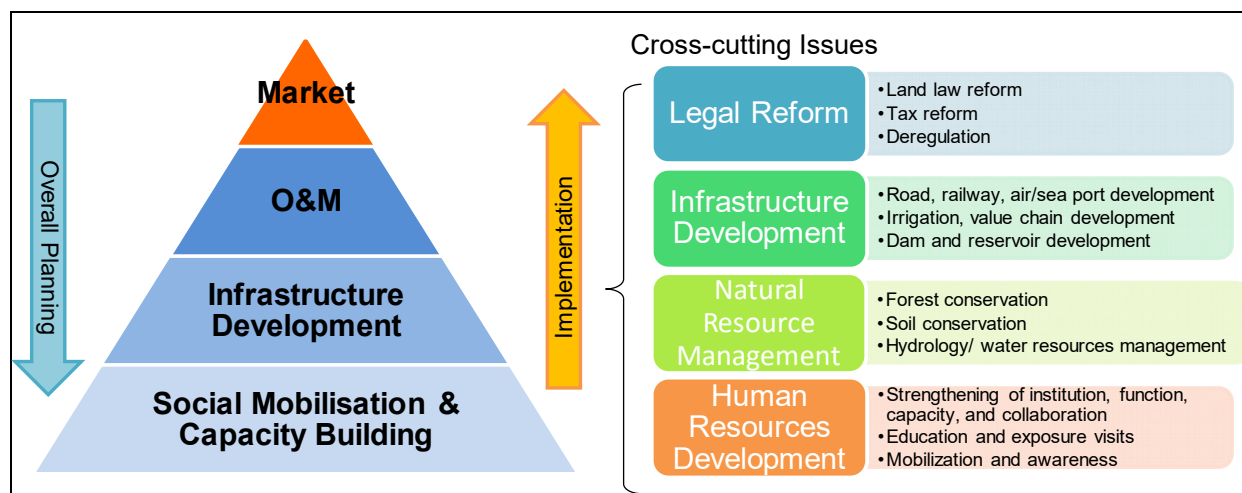 Market
O&M
Infrastructure
Development
Social Mobilisation &
Capacity Building
Overall Planning
Implementation
Cross-cutting Issues
Legal Reform
•Land law reform
•Tax reform
•Deregulation
Infrastructure
Development
•Road, railway, air/sea port development
•Irrigation, value chain development
•Dam and reservoir development
Natural
Resource
Management
•Forest conservation
•Soil conservation
•Hydrology/ water resources management
Human
Resources
Development
•Strengthening of institution, function,
capacity, and collaboration
•Education and exposure visits
•Mobilization and awareness